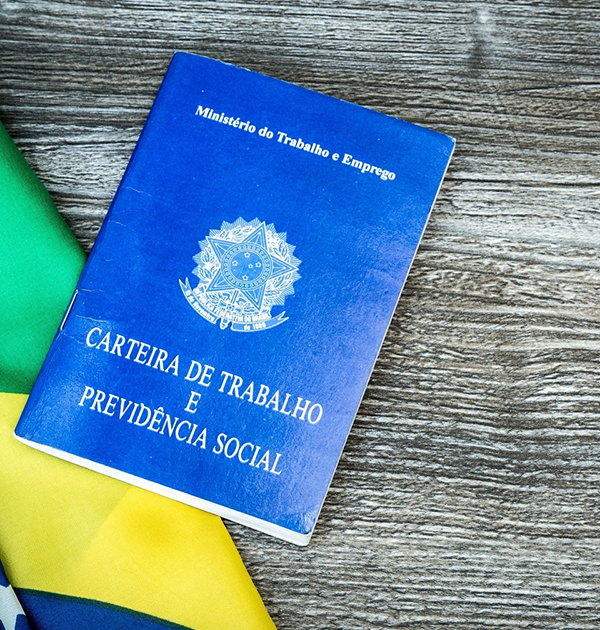 Ministério do Trabalho e Emprego
CARTEIRA DE TRABALHO
E
PREVIDÊNCIA SOCIAL